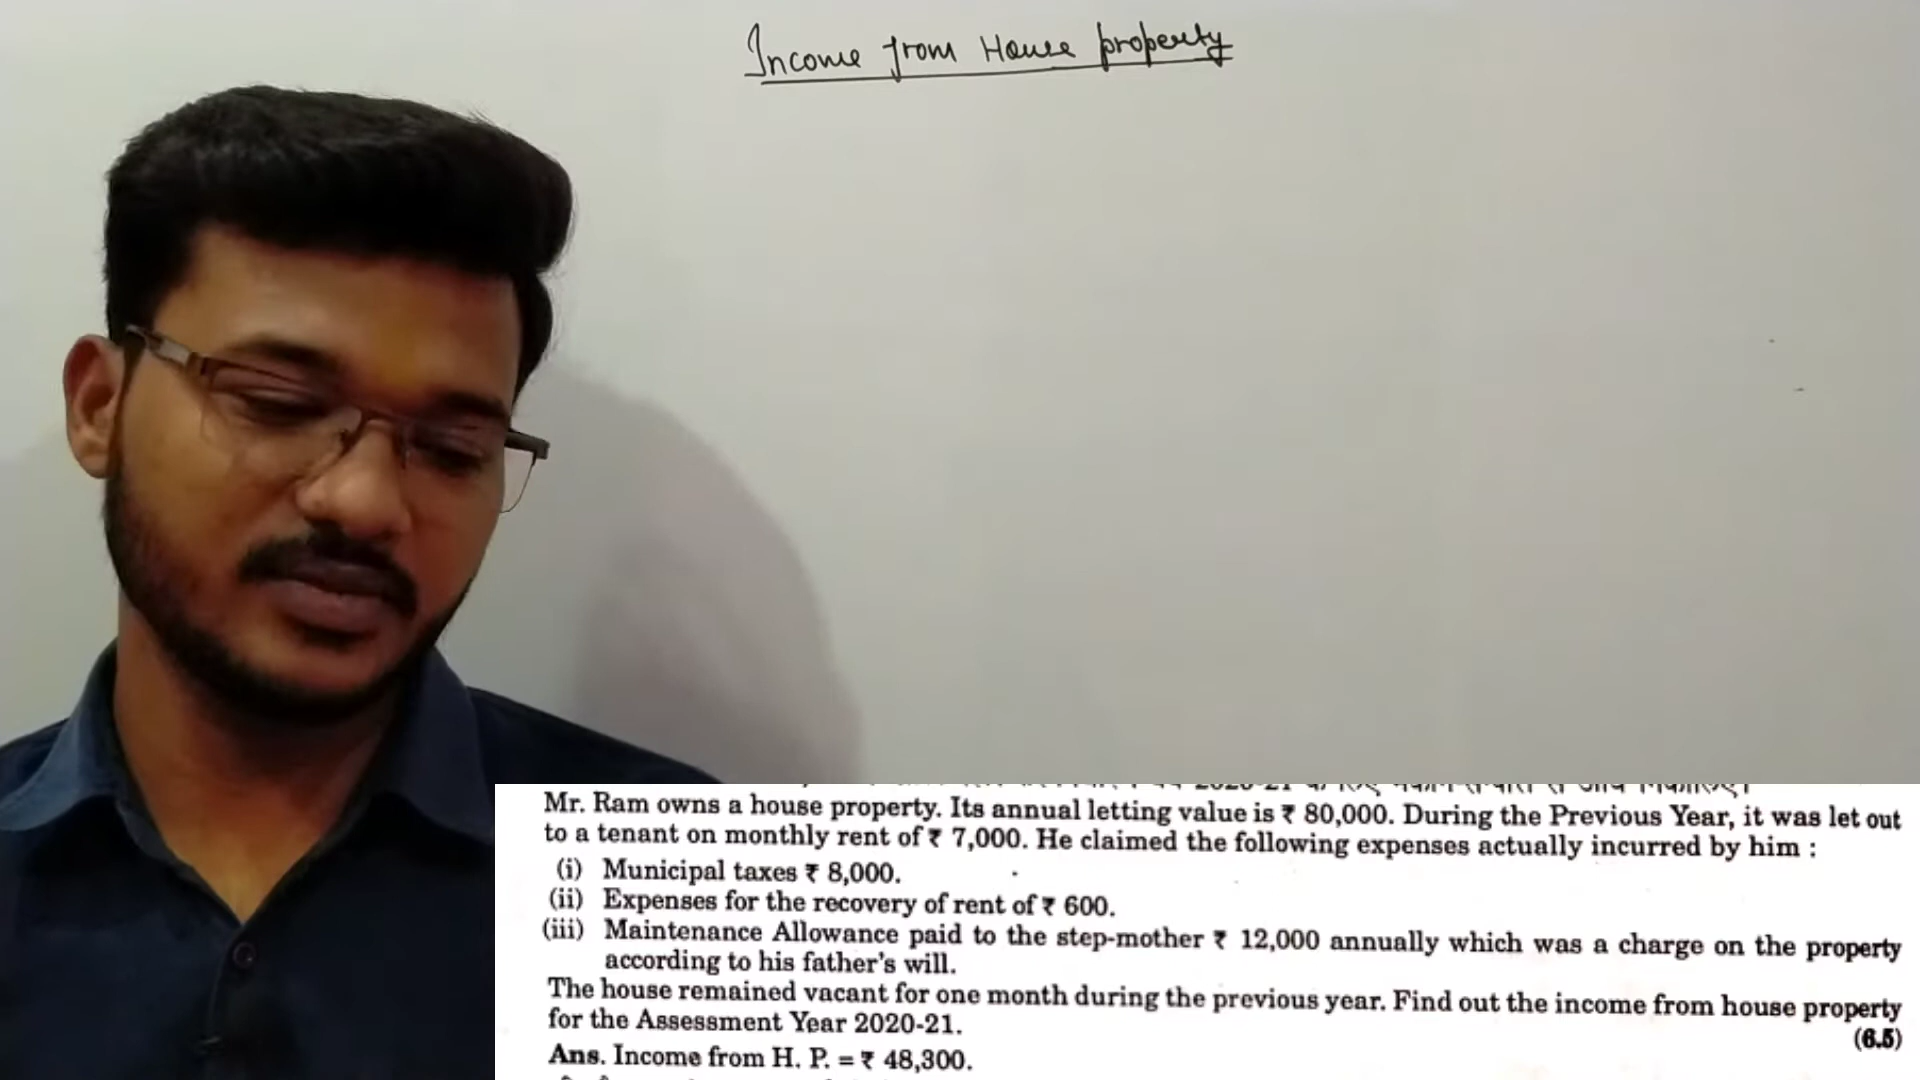 Income from House property
Mr. Ram owns a house property. Its annual letting value is ₹ 80,000. During the Previous Year, it was let out
to a tenant on monthly rent of ₹ 7,000. He claimed the following expenses actually incurred by him :
(i) Municipal taxes ₹ 8,000.
(ii) Expenses for the recovery of rent of ₹ 600.
(iii) Maintenance Allowance paid to the step-mother ₹ 12,000 annually which was a charge on the property
according to his father's will.
The house remained vacant for one month during the previous year. Find out the income from house property
for the Assessment Year 2020-21.
(6.5)
Ans. Income from H. P. = ₹ 48,300.